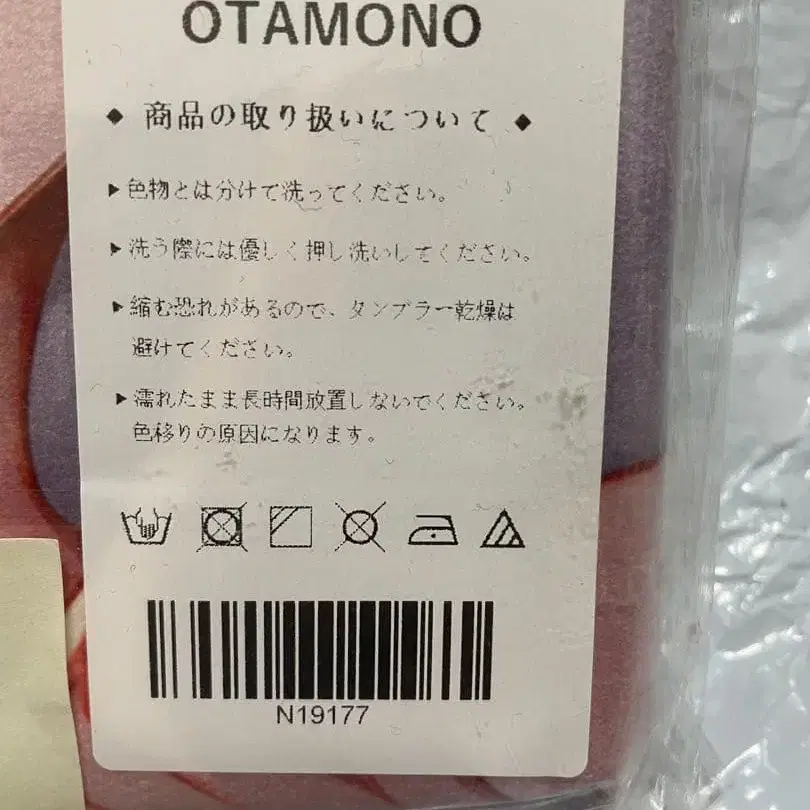 OTAMONO
◆ 商品の取り扱いについて ◆
▶色物とは分けて洗ってください。
▶洗う際には優しく押し洗いしてください。
▶縮む恐れがあるので、タンブラー乾燥は
避けてください。
▶濡れたまま長時間放置しないでください。
色移りの原因になります。
N19177